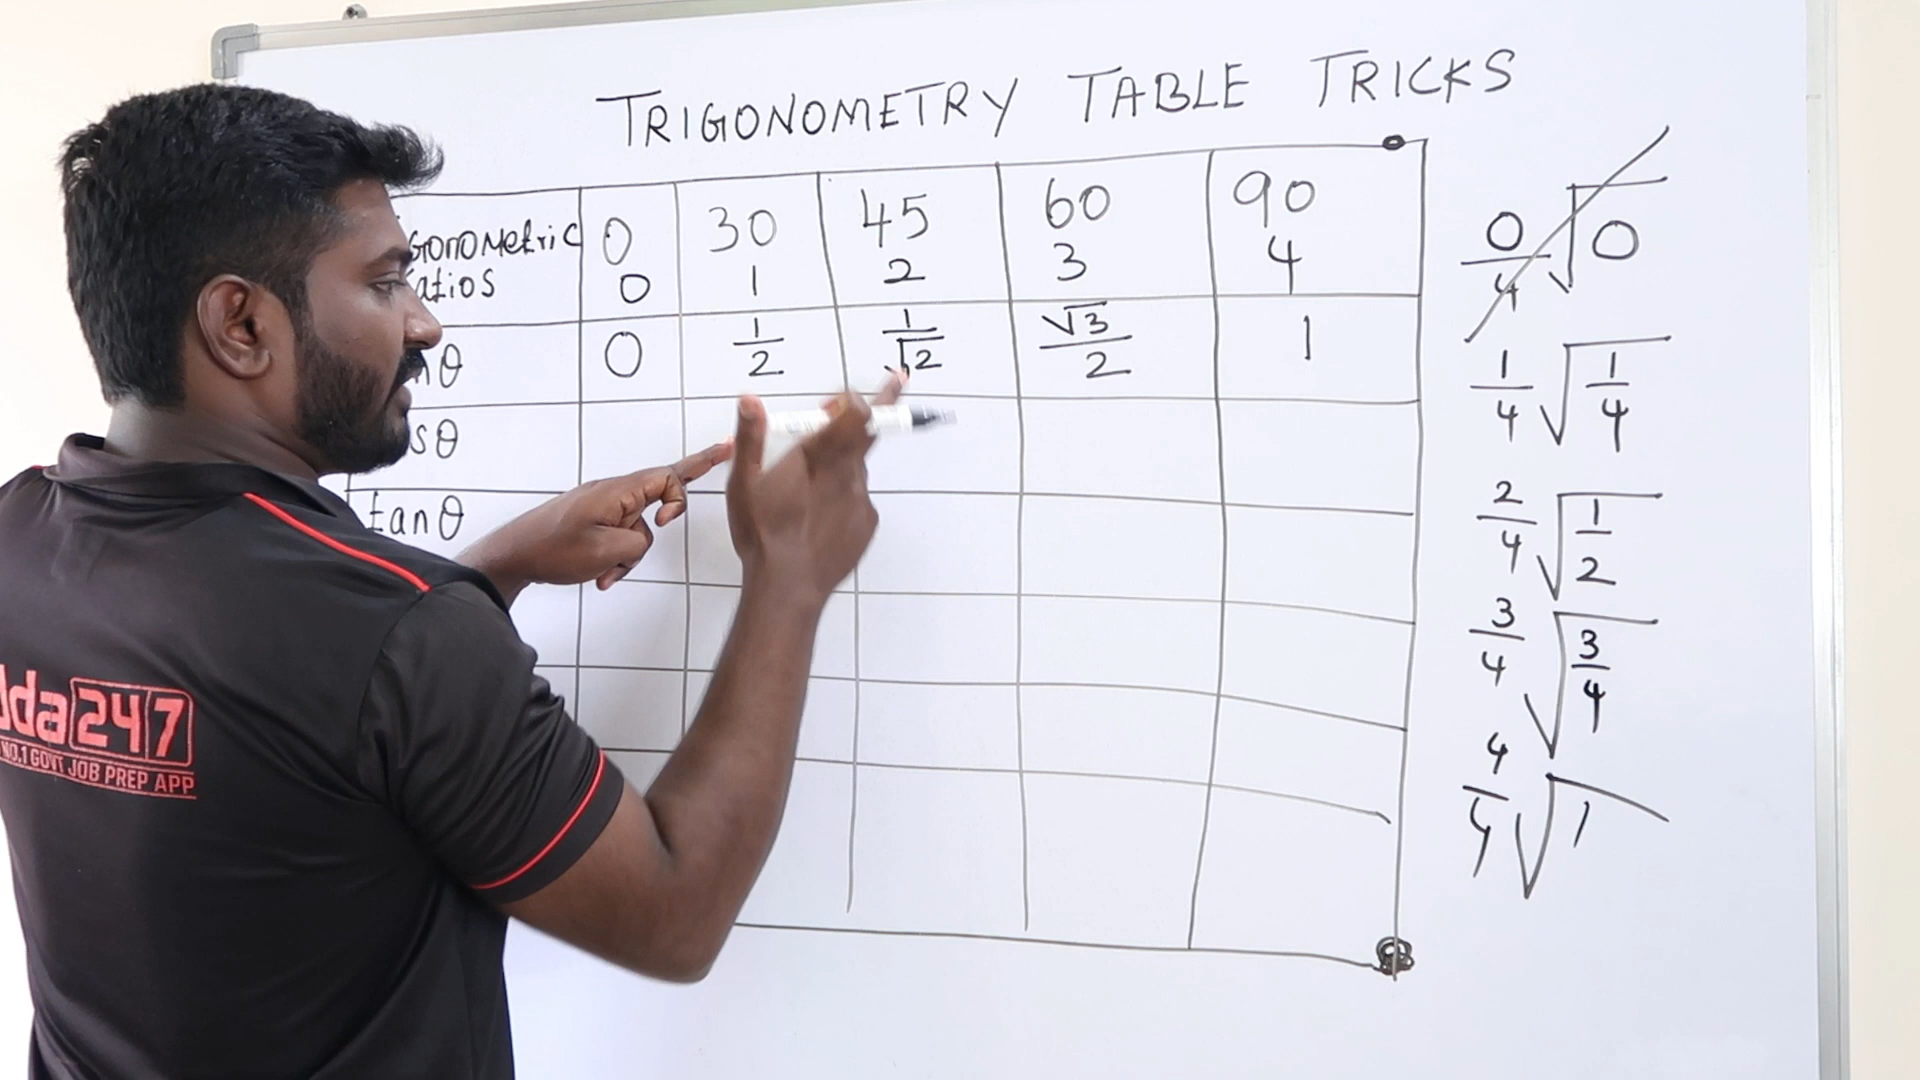 TRIGONOMETRY TABLE TRICKS
gonometric 0 30 45 60 90
atios 0 1 2 3 4
θ 0 1/2 1/√2 √3/2 1
sθ
tanθ
0/4 √0
1/4 √1/4
2/4 √1/2
3/4 √3/4
4/4 √1
dda247
NO.1 GOVT JOB PREP APP